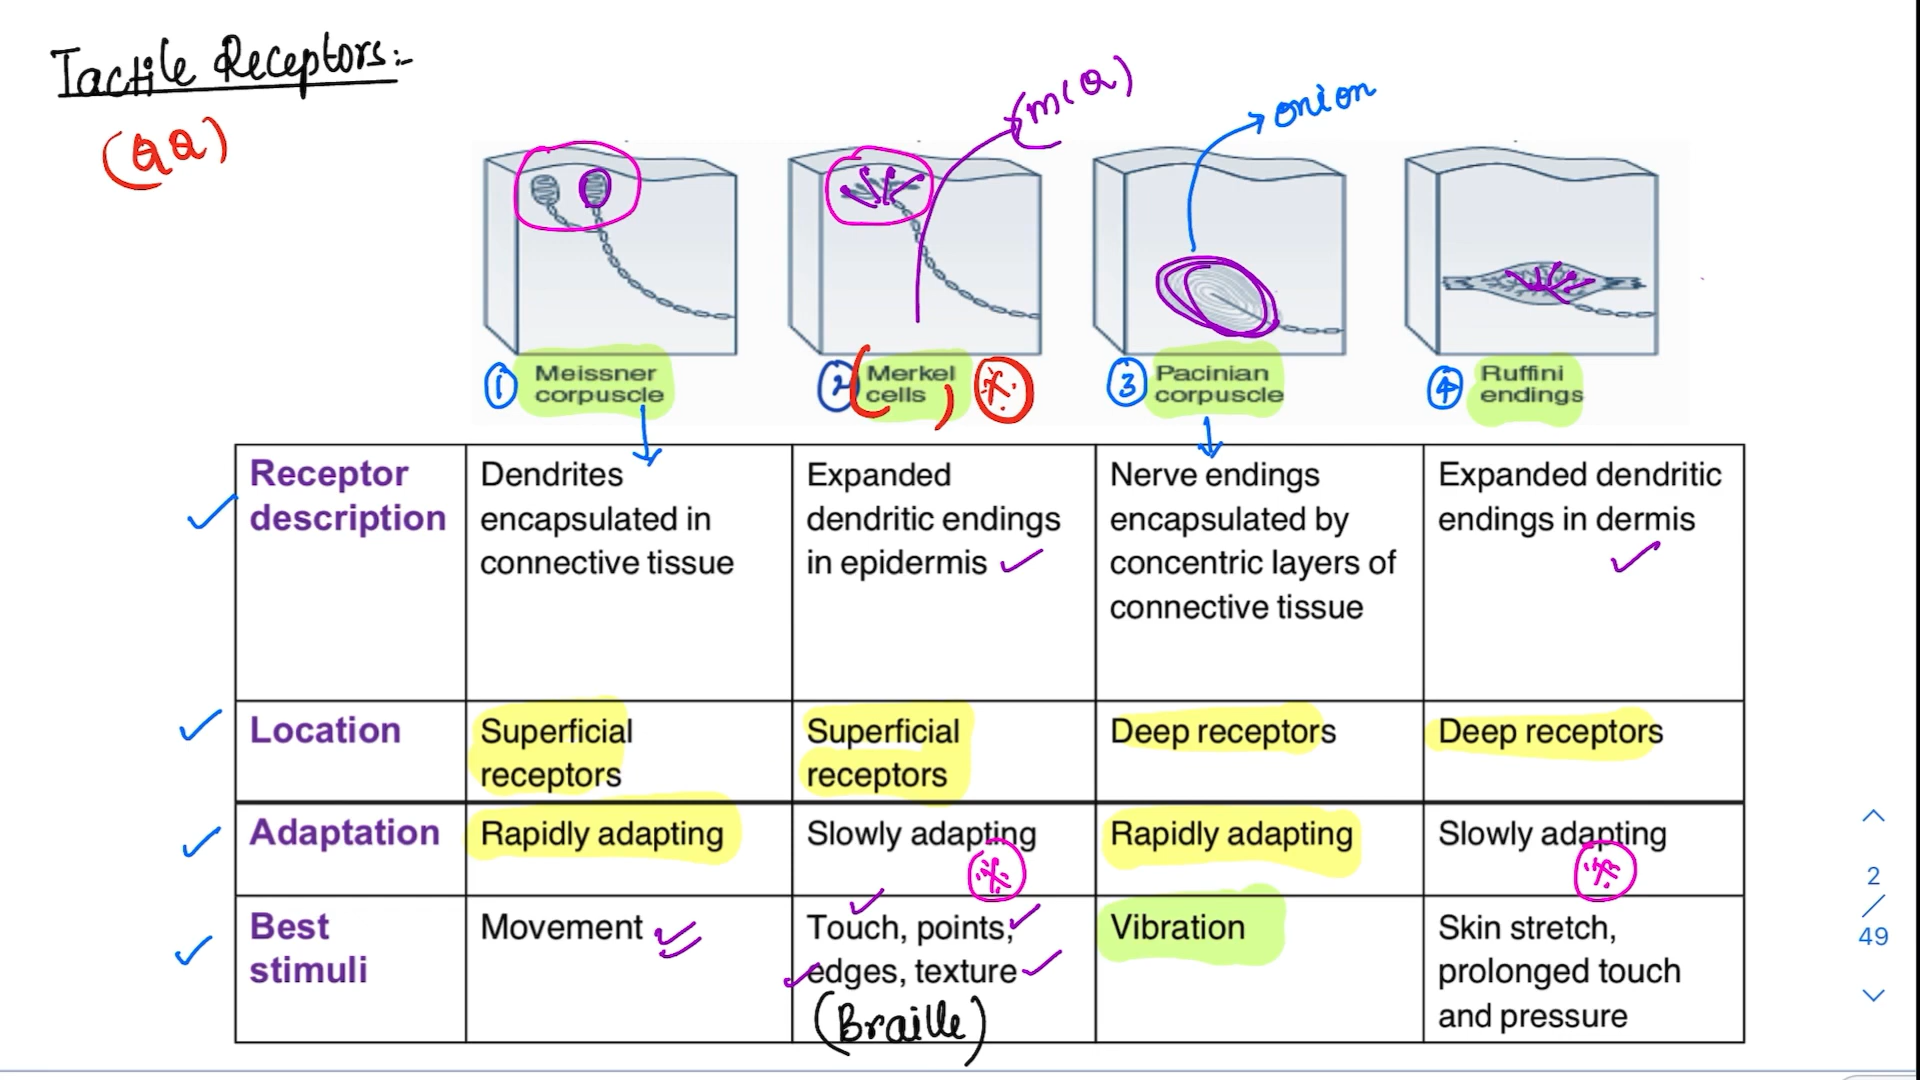 Tactile Receptors:-
(QQ)
(MCQ)
onion
① Meissner corpuscle
② (Merkel cells)
③ Pacinian corpuscle
④ Ruffini endings
Receptor description
Dendrites
encapsulated in
connective tissue
Expanded
dendritic endings
in epidermis ✓
Nerve endings
encapsulated by
concentric layers of
connective tissue
Expanded dendritic
endings in dermis
Location
Superficial
receptors
Superficial
receptors
Deep receptors
Deep receptors
Adaptation
Rapidly adapting
Slowly adapting
Rapidly adapting
Slowly adapting
Best stimuli
Movement
Touch, points,
edges, texture
(Braille)
Vibration
Skin stretch,
prolonged touch
and pressure
2
/
49